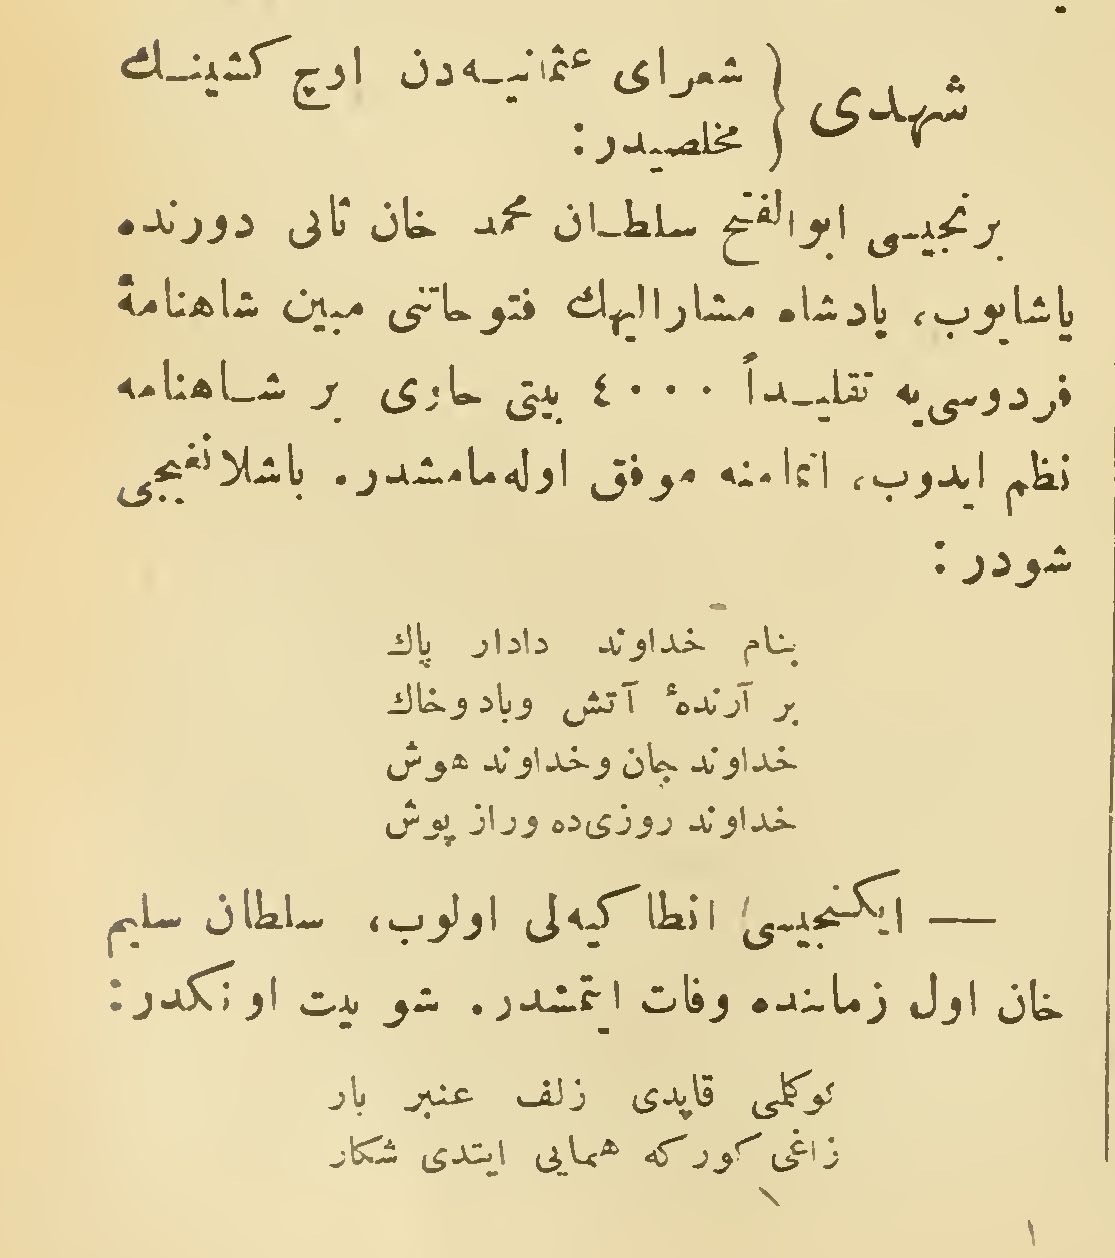 شهدی } شعرای عثمانیه‌دن اوچ کشینك
مخلصیدر:
برنجیسی ابوالفتح سلطان محمد خان ثانی دورنده
یاشایوب، پادشاه مشارالیهك فتوحاتنی مبین شاهنامهٔ
فردوسی‌یه تقلیداً ٤٠٠٠ بیتی حاوی بر شاهنامه
نظم ایدوب، اتمامنه موفق اوله‌مامشدر. باشلانغیجی
شودر:
بنام خداوند دادار پاك
بر آرندهٔ آتش وباد وخاك
خداوند جان وخداوند هوش
خداوند روزی‌ده وراز پوش
— ایکنجیسی انطاکیه‌لی اولوب، سلطان سلیم
خان اول زماننده وفات ایتمشدر. شو بیت اونکدر:
کوکلمی قاپدی زلف عنبر بار
زاغی کور که همایی ایتدی شکار